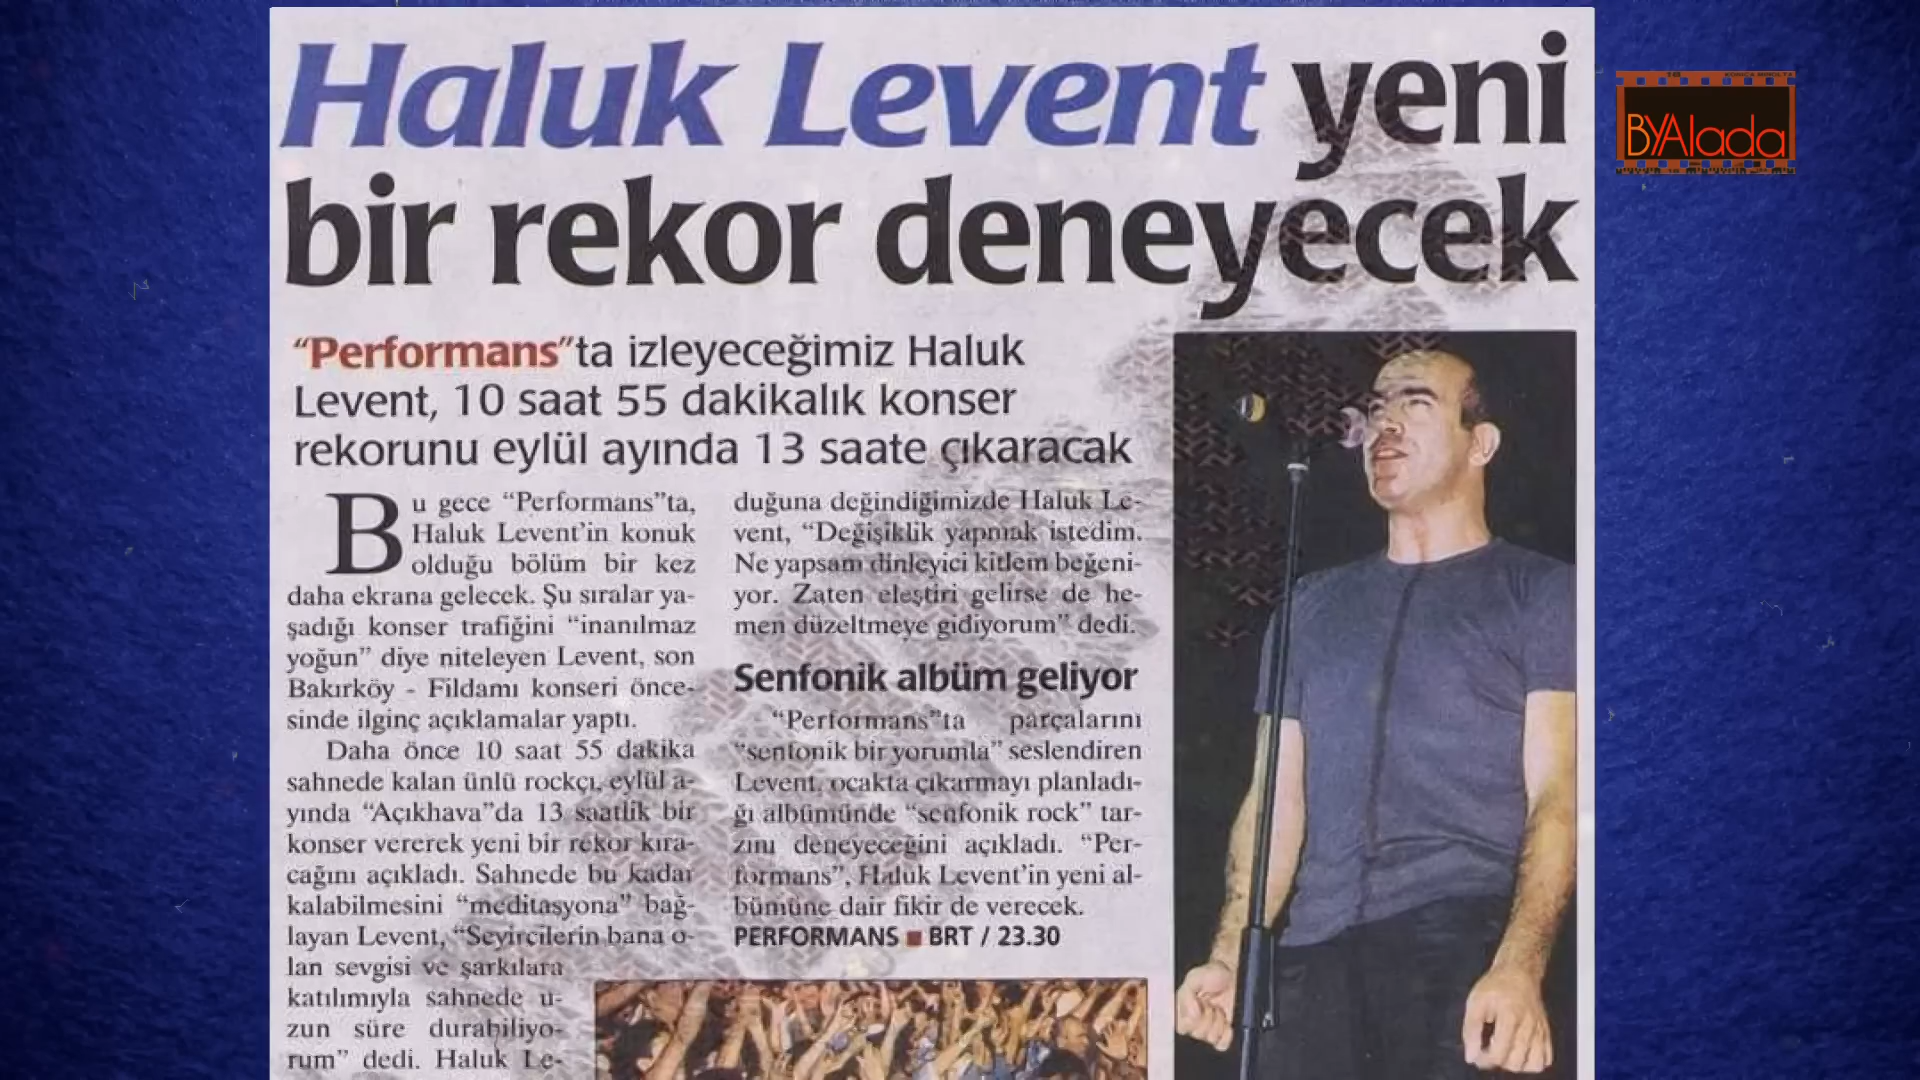 Haluk Levent yeni
bir rekor deneyecek
BYAlada
"Performans"ta izleyeceğimiz Haluk
Levent, 10 saat 55 dakikalık konser
rekorunu eylül ayında 13 saate çıkaracak
Bu gece "Performans"ta,
Haluk Levent'in konuk
olduğu bölüm bir kez
daha ekrana gelecek. Şu sıralar ya-
şadığı konser trafiğini "inanılmaz
yoğun" diye niteleyen Levent, son
Bakırköy - Fildamı konseri önce-
sinde ilginç açıklamalar yaptı.
Daha önce 10 saat 55 dakika
sahnede kalan ünlü rockçı, eylül a-
yında "Açıkhava"da 13 saatlik bir
konser vererek yeni bir rekor kıra-
cağını açıkladı. Sahnede bu kadar
kalabilmesini "meditasyona" bağ-
layan Levent, "Seyircilerin bana o-
lan sevgisi ve şarkılara
katılımıyla sahnede u-
zun süre durabiliyo-
rum" dedi. Haluk Le-
duğuna değindiğimizde Haluk Le-
vent, "Değişiklik yapmak istedim.
Ne yapsam dinleyici kitlem beğeni-
yor. Zaten eleştiri gelirse de he-
men düzeltmeye gidiyorum" dedi.
Senfonik albüm geliyor
"Performans"ta parçalarını
"senfonik bir yorumla" seslendiren
Levent, ocakta çıkarmayı planladı-
ğı albümünde "senfonik rock" tar-
zını deneyeceğini açıkladı. "Per-
formans", Haluk Levent'in yeni al-
bümüne dair fikir de verecek.
PERFORMANS ■ BRT / 23.30